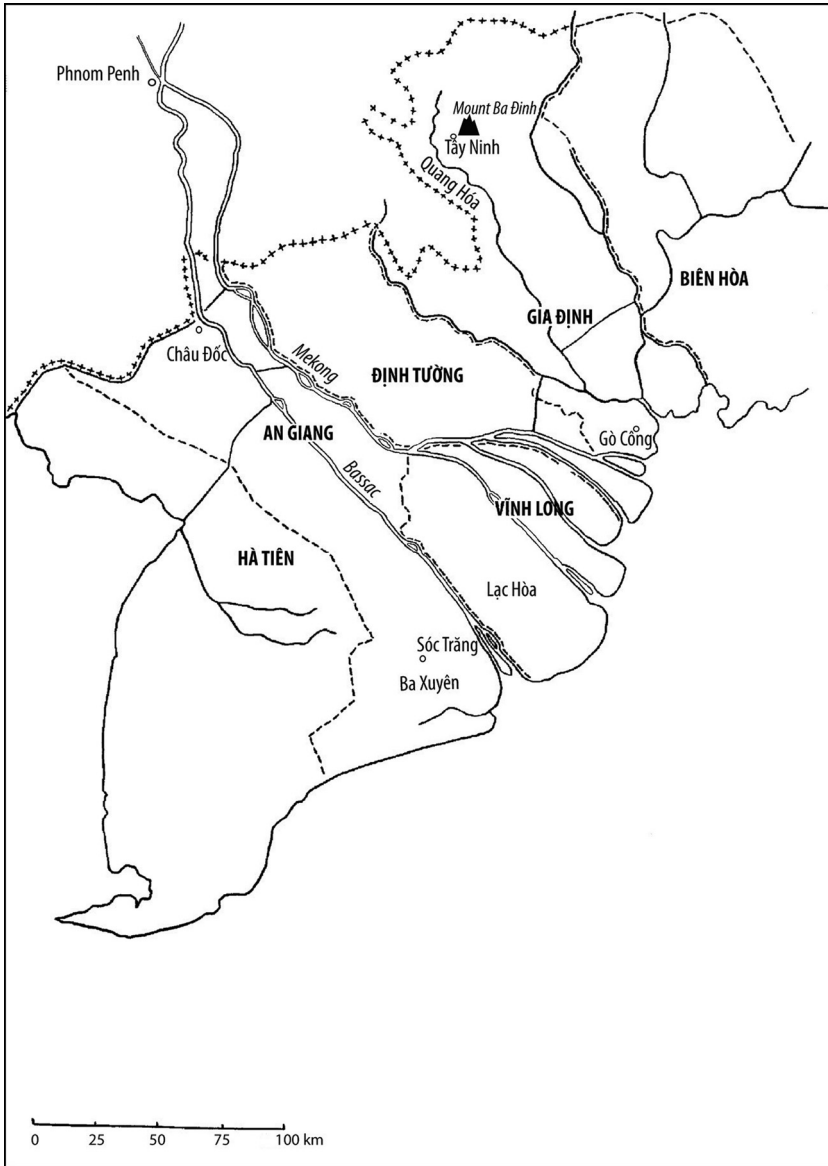 Phnom Penh
Mount Ba Đinh
Tây Ninh
Quang Hóa
BIÊN HÒA
GIA ĐỊNH
Châu Đốc
Mekong
ĐỊNH TƯỜNG
Gò Công
AN GIANG
Bassac
VĨNH LONG
HÀ TIÊN
Lạc Hòa
Sóc Trăng
Ba Xuyên
0 25 50 75 100 km